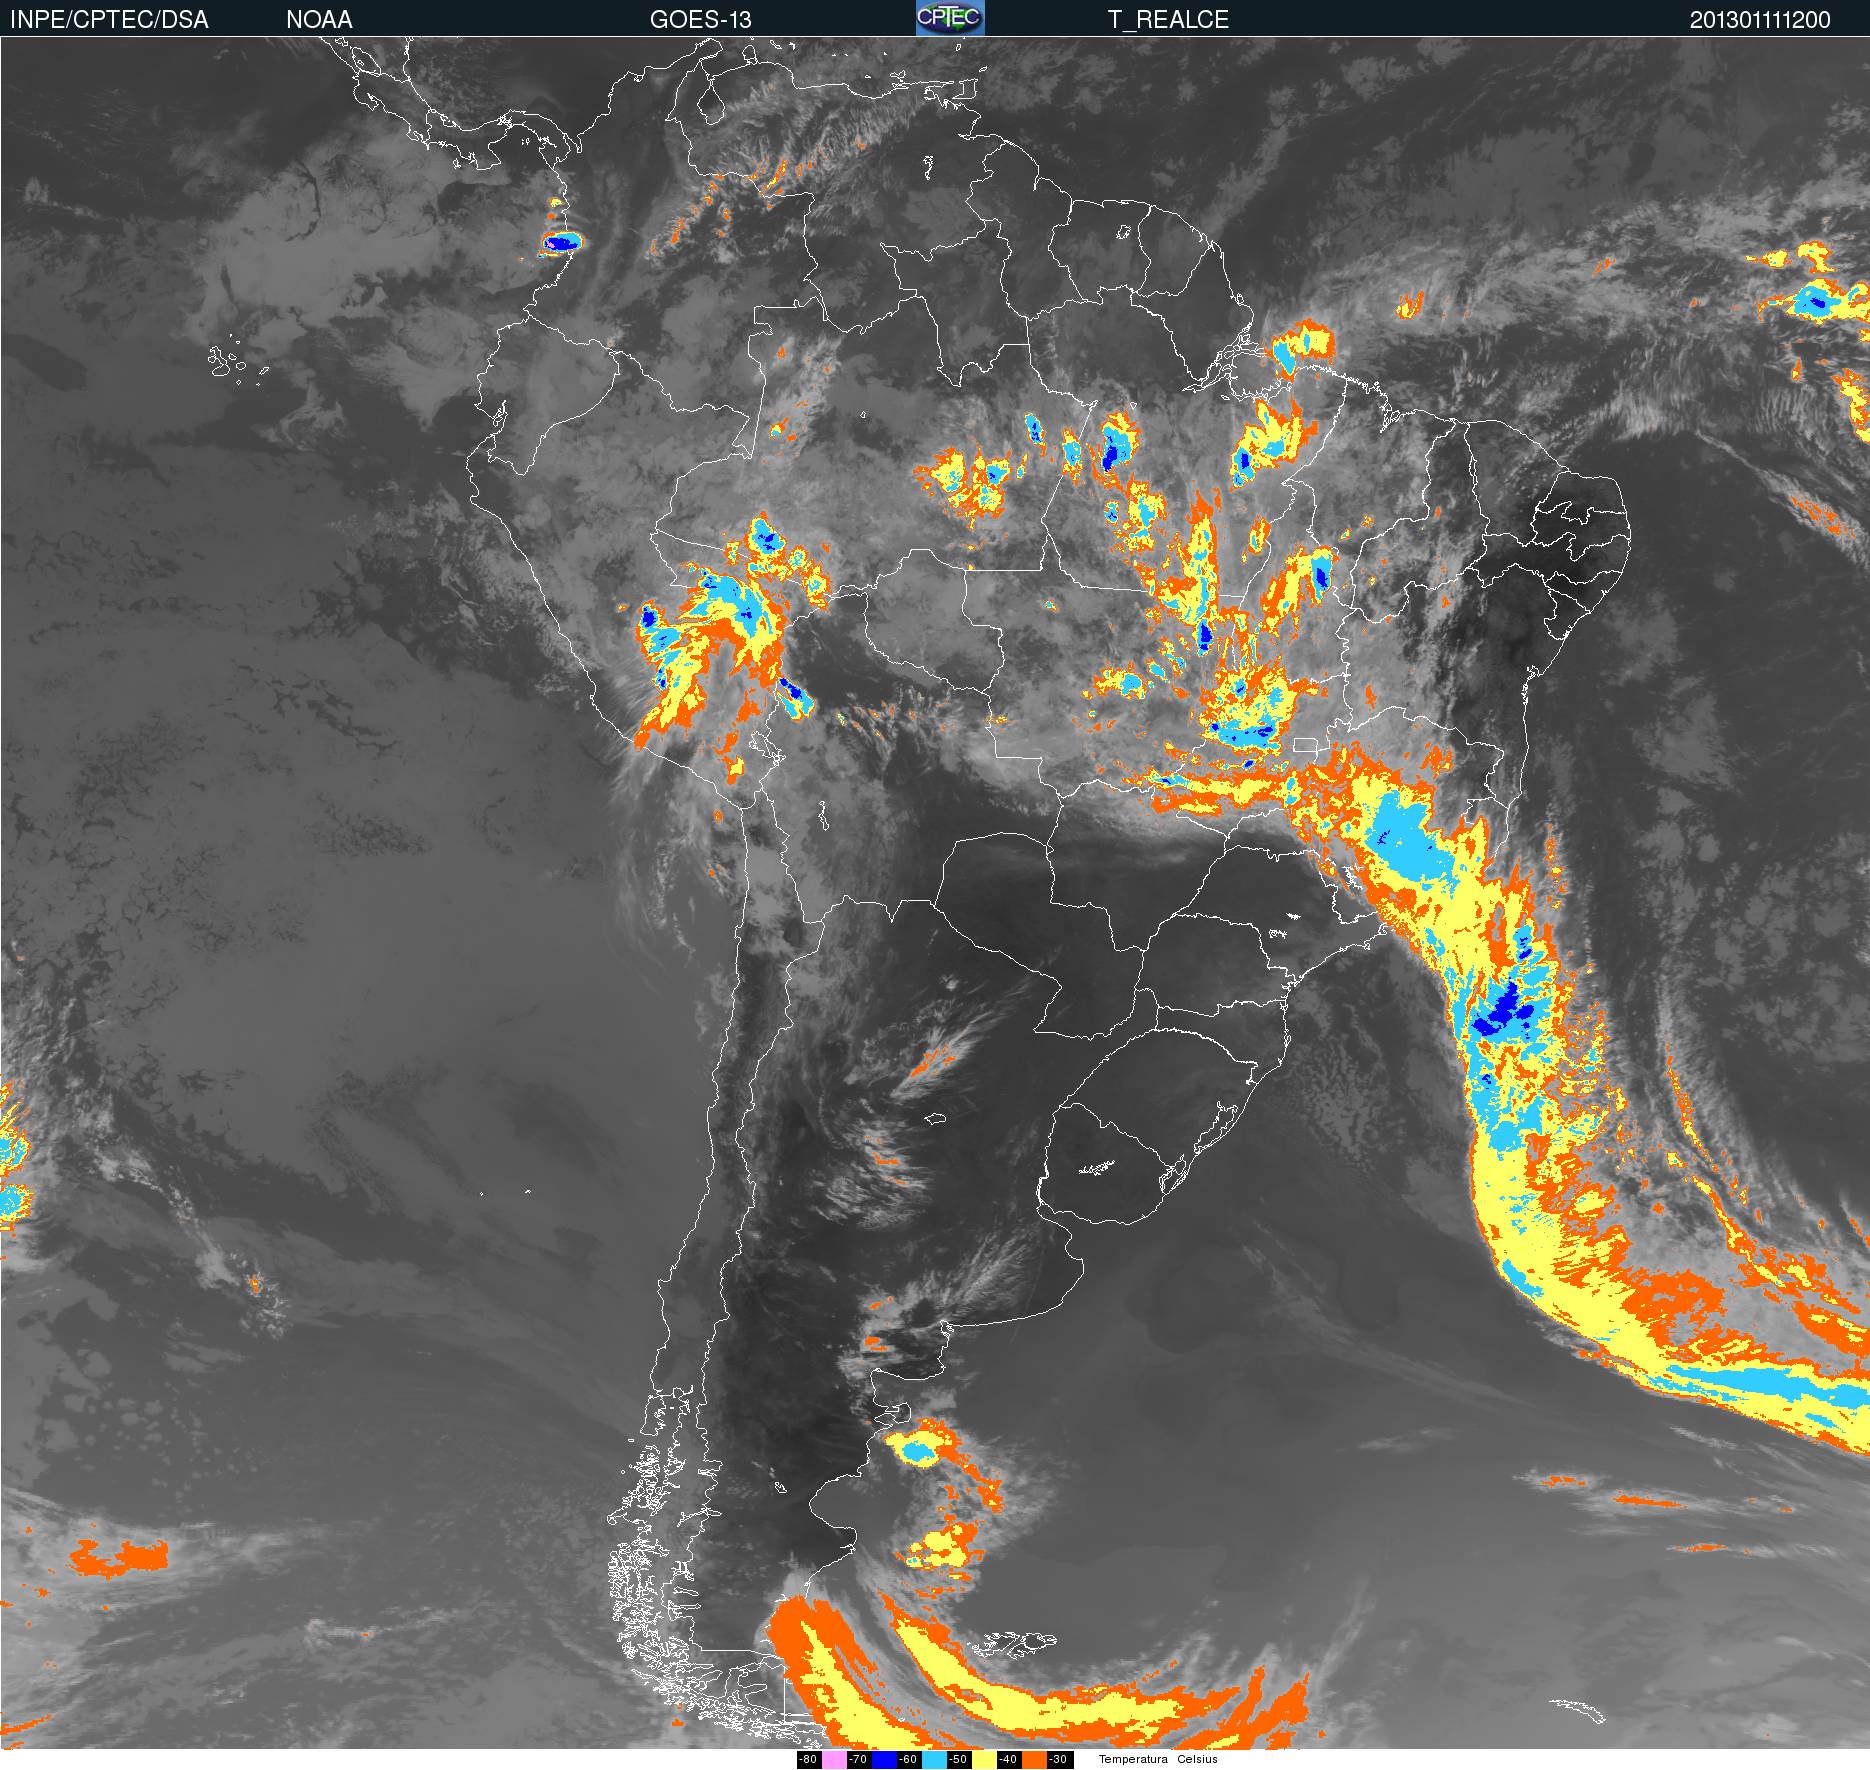 INPE/CPTEC/DSA NOAA GOES-13 CPTEC T_REALCE 201301111200
-80 -70 -60 -50 -40 -30 Temperatura Celsius